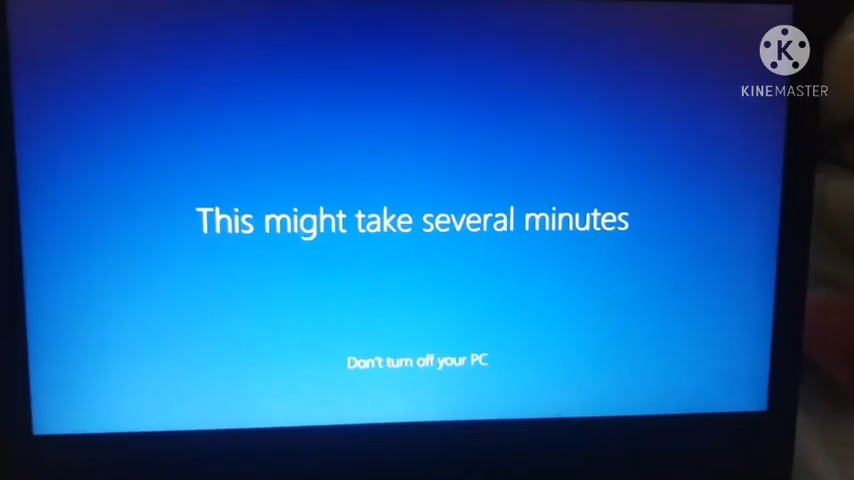 K
KINEMASTER
This might take several minutes
Don't turn off your PC